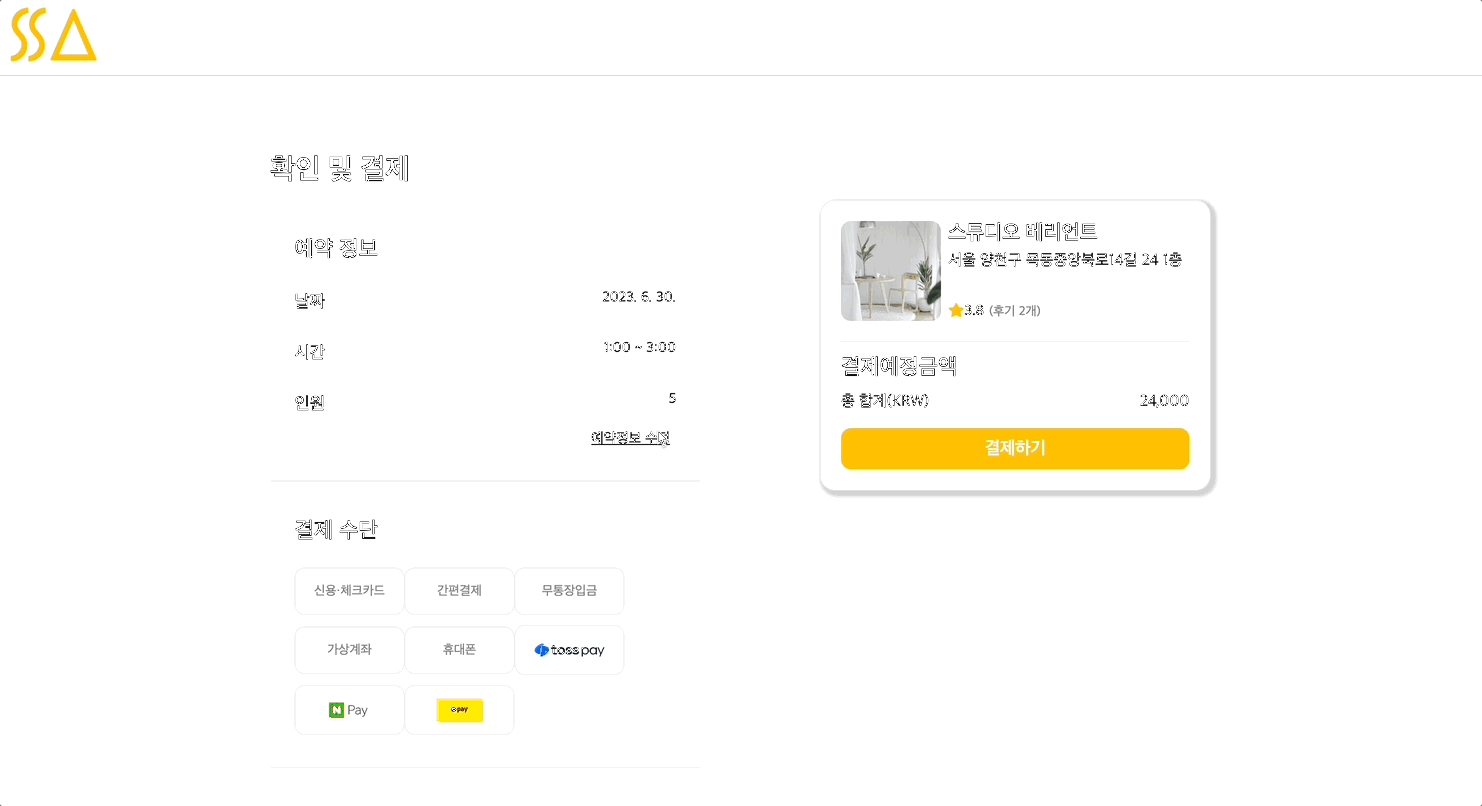 SSA
확인 및 결제
예약 정보
날짜 2023. 6. 30.
시간 1:00 ~ 3:00
인원 5
예약정보 수정
결제 수단
신용·체크카드 간편결제 무통장입금
가상계좌 휴대폰 toss pay
N Pay pay
스튜디오 베리언트
서울 양천구 목동중앙북로14길 24 1층
3.8 (후기 2개)
결제예정금액
총 합계(KRW) 24,000
결제하기